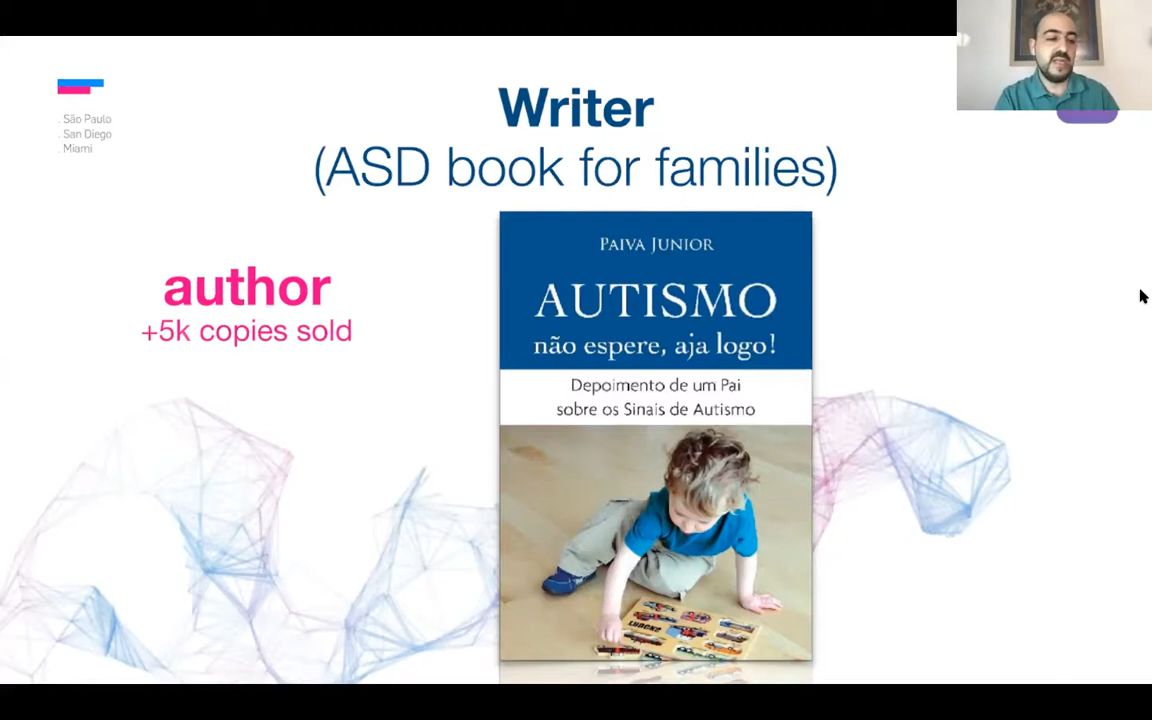 . São Paulo
. San Diego
. Miami
Writer
(ASD book for families)
author
+5k copies sold
PAIVA JUNIOR
AUTISMO
não espere, aja logo!
Depoimento de um Pai
sobre os Sinais de Autismo